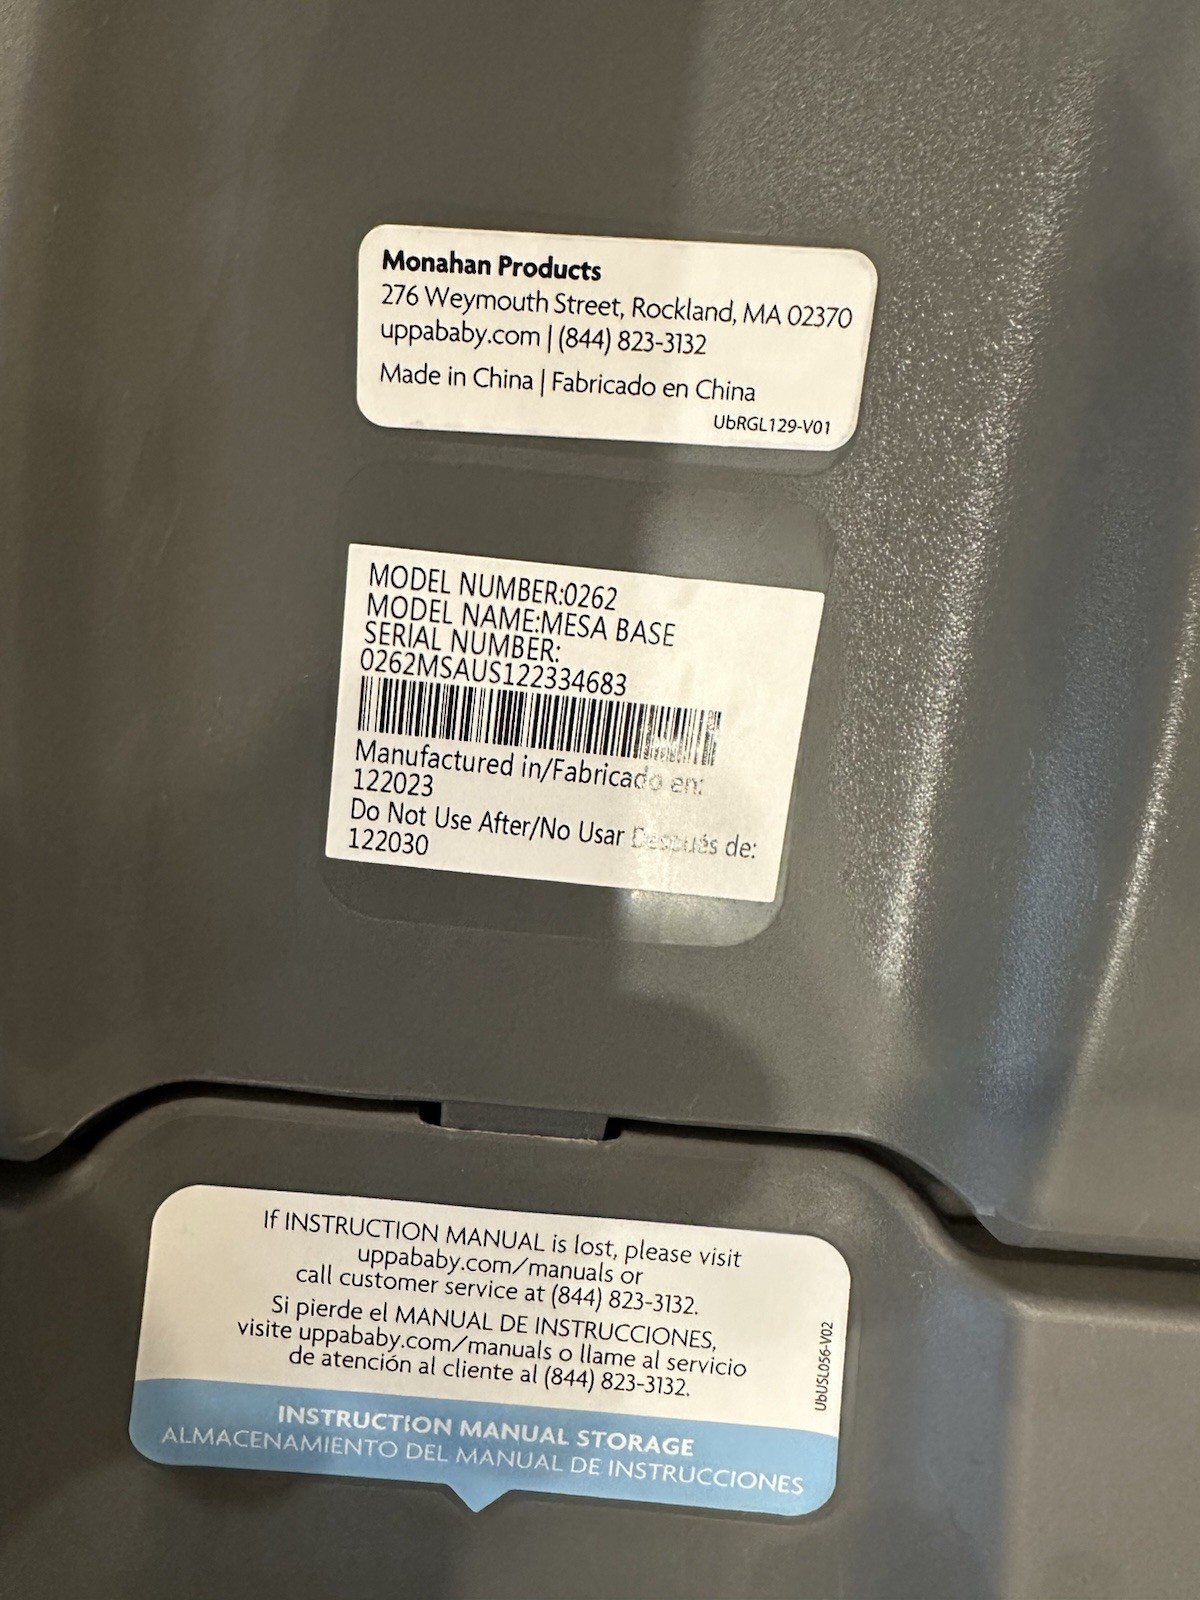 Monahan Products
276 Weymouth Street, Rockland, MA 02370
uppababy.com | (844) 823-3132
Made in China | Fabricado en China
UbRGL129-V01
MODEL NUMBER:0262
MODEL NAME:MESA BASE
SERIAL NUMBER:
0262MSAUS122334683
Manufactured in/Fabricado en:
122023
Do Not Use After/No Usar Después de:
122030
If INSTRUCTION MANUAL is lost, please visit
uppababy.com/manuals or
call customer service at (844) 823-3132.
Si pierde el MANUAL DE INSTRUCCIONES,
visite uppababy.com/manuals o llame al servicio
de atención al cliente al (844) 823-3132.
UbUSL056-V02
INSTRUCTION MANUAL STORAGE
ALMACENAMIENTO DEL MANUAL DE INSTRUCCIONES